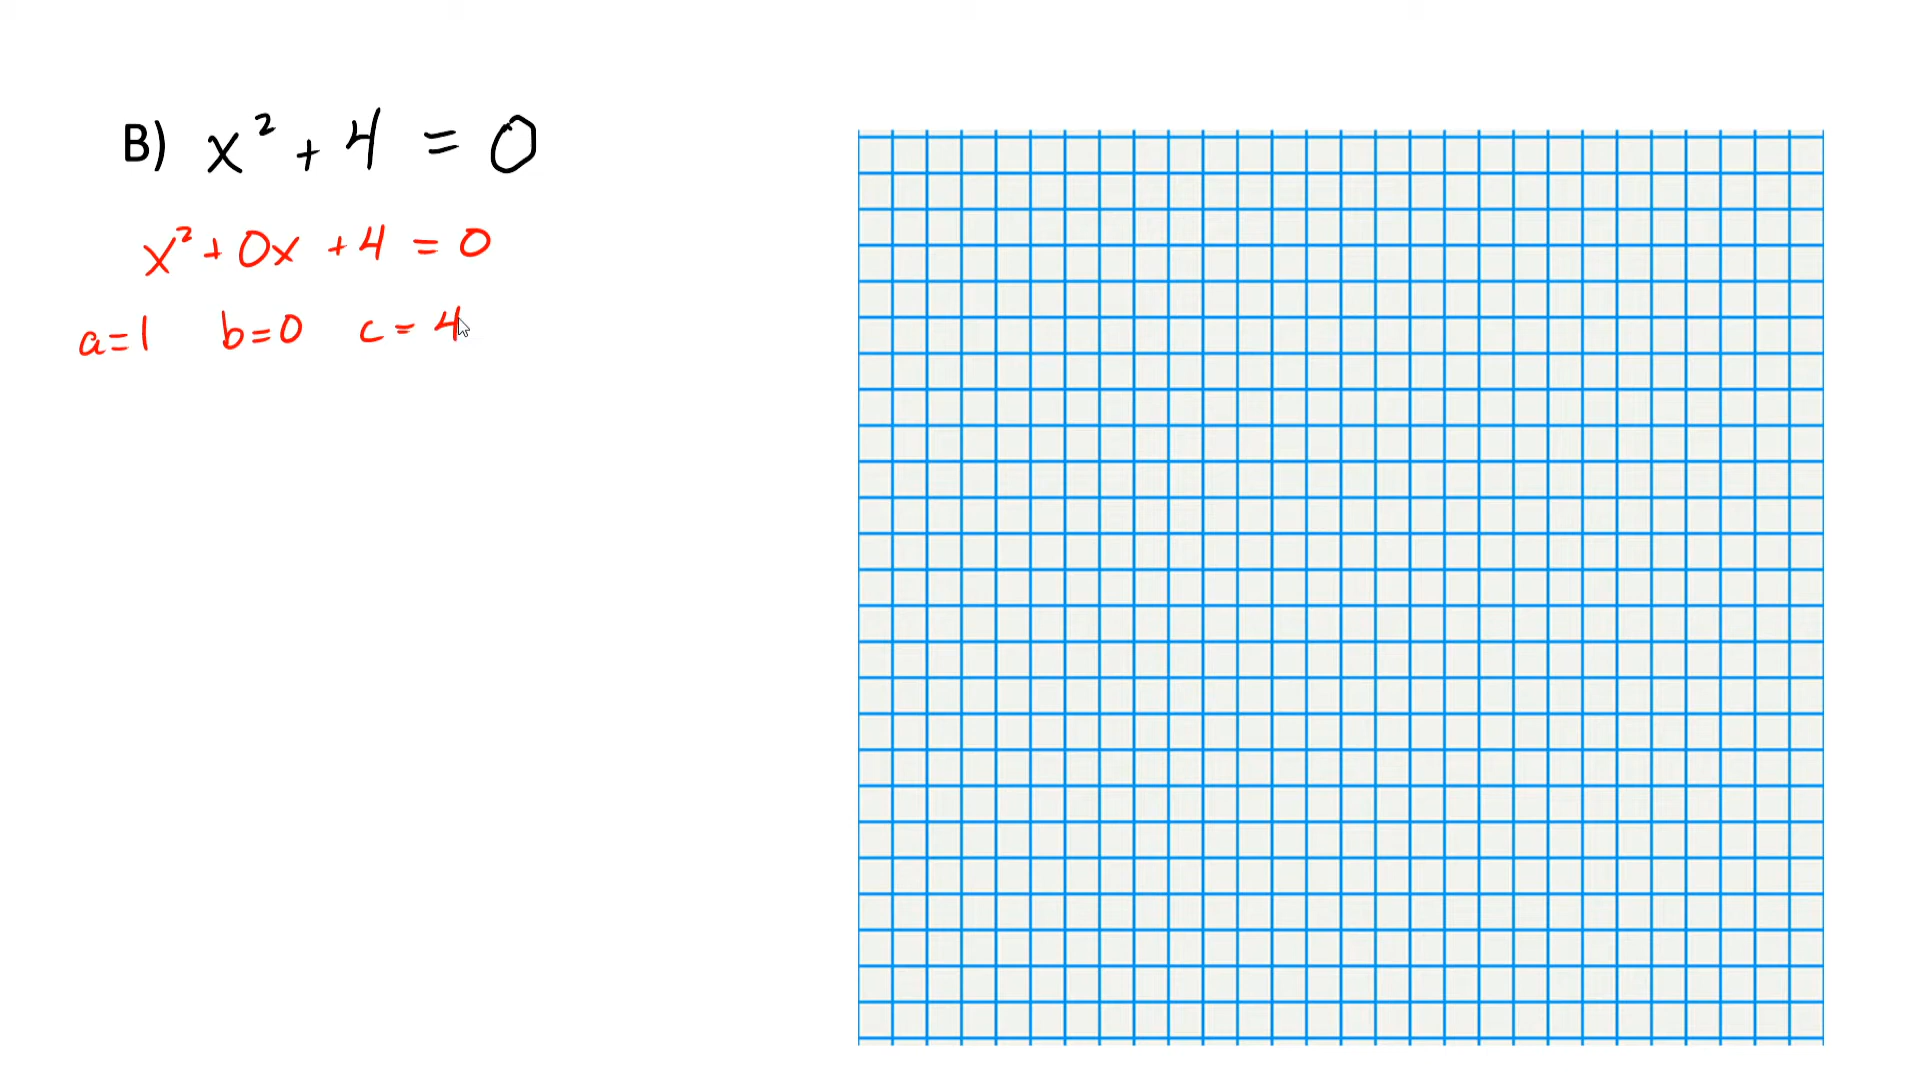 B) x² + 4 = 0
x² + 0x + 4 = 0
a = 1 b = 0 c = 4